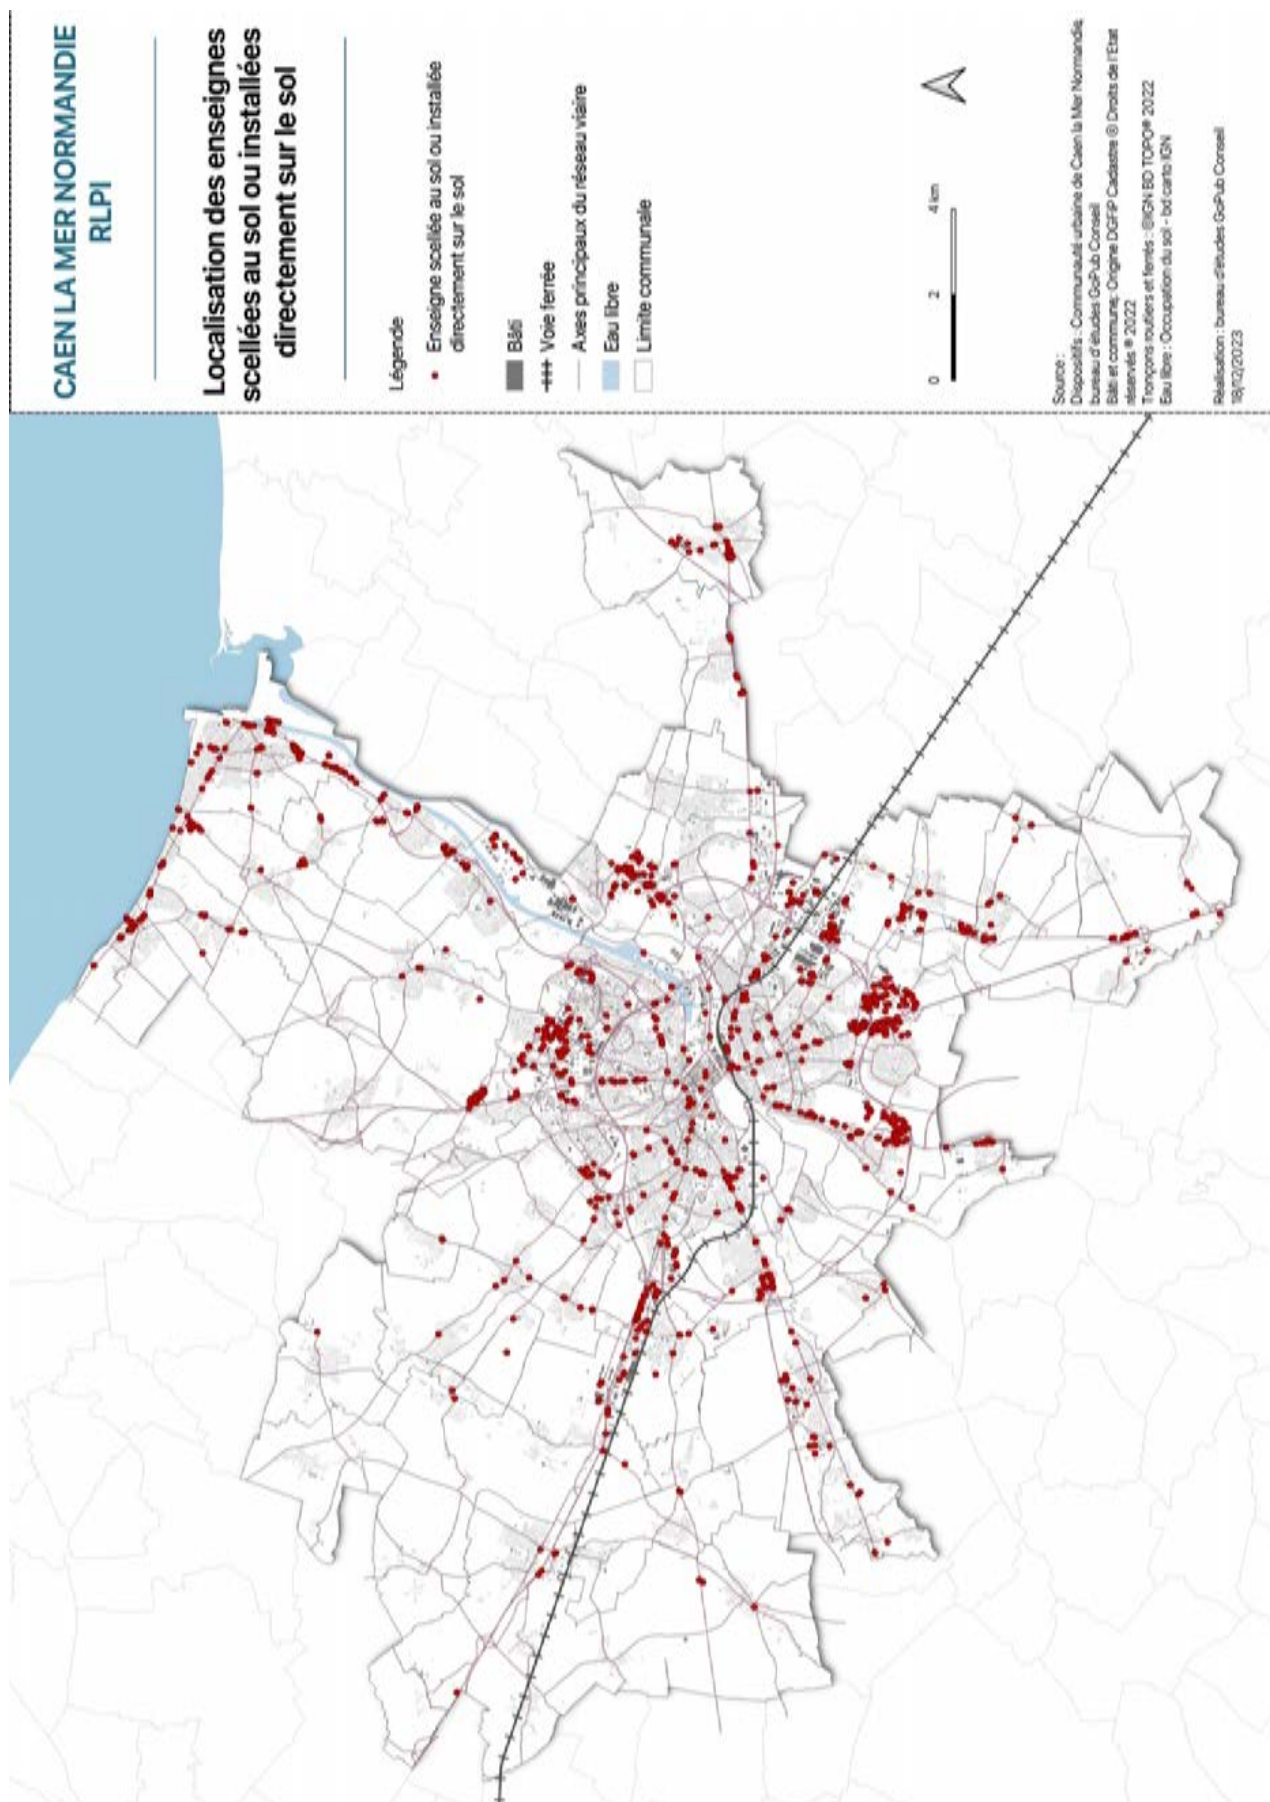 CAEN LA MER NORMANDIE
RLPI
Localisation des enseignes
scellées au sol ou installées
directement sur le sol
Légende
Enseigne scellée au sol ou installée
directement sur le sol
Bâti
Voie ferrée
Axes principaux du réseau viaire
Eau libre
Limite communale
0 2 4 km
Source :
Dispositifs : Communauté urbaine de Caen la Mer Normandie,
bureau d'études GoPub Conseil
Bâti et commune, Origine DGFiP Cadastre ® Droits de l'Etat
réservés ® 2022
Tronçons routiers et ferrés : ©IGN BD TOPO® 2022
Eau libre : Occupation du sol - bd carto IGN
Réalisation : bureau d'études GoPub Conseil
18/12/2023